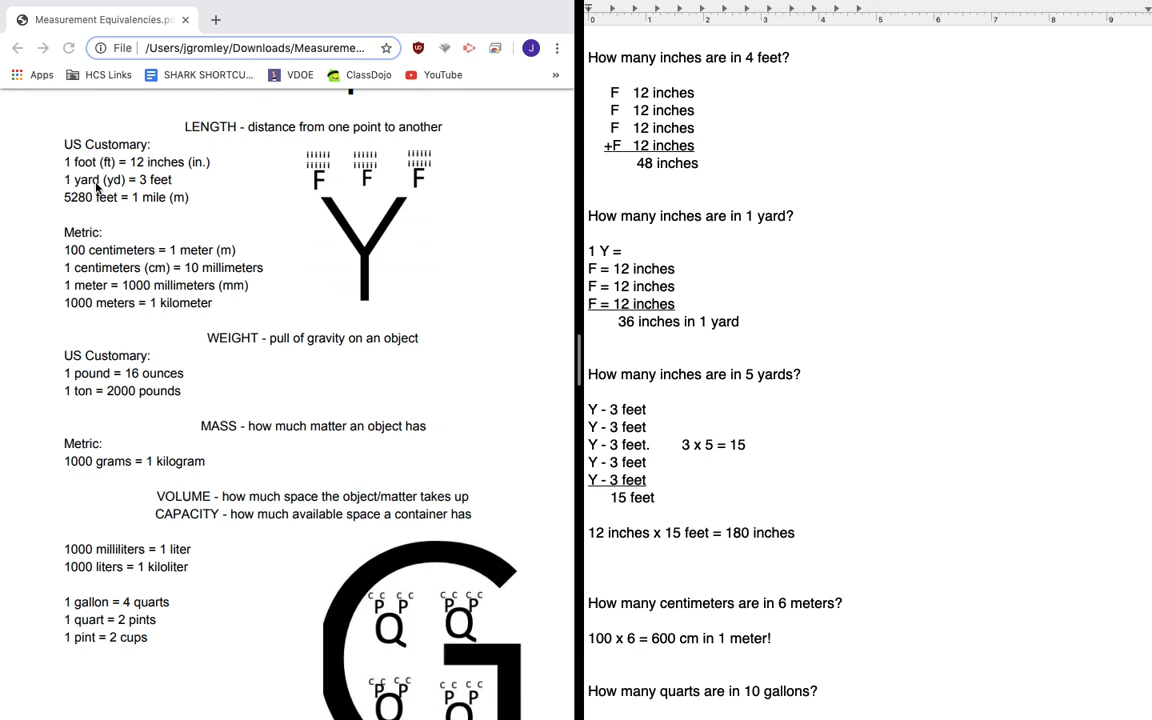 Measurement Equivalencies.pd
File /Users/jgromley/Downloads/Measureme...
UD
J
Apps HCS Links SHARK SHORTCU... VDOE ClassDojo YouTube »
LENGTH - distance from one point to another
US Customary:
1 foot (ft) = 12 inches (in.)
1 yard (yd) = 3 feet
5280 feet = 1 mile (m)
F F F
Y
Metric:
100 centimeters = 1 meter (m)
1 centimeters (cm) = 10 millimeters
1 meter = 1000 millimeters (mm)
1000 meters = 1 kilometer
WEIGHT - pull of gravity on an object
US Customary:
1 pound = 16 ounces
1 ton = 2000 pounds
MASS - how much matter an object has
Metric:
1000 grams = 1 kilogram
VOLUME - how much space the object/matter takes up
CAPACITY - how much available space a container has
1000 milliliters = 1 liter
1000 liters = 1 kiloliter
1 gallon = 4 quarts
1 quart = 2 pints
1 pint = 2 cups
G
C C C C C C C C
P P P P
Q Q
C C C C C C C C
P P P P
Q Q
0 1 2 3 4 5 6 7 8 9
How many inches are in 4 feet?
F 12 inches
F 12 inches
F 12 inches
+F 12 inches
48 inches
How many inches are in 1 yard?
1 Y =
F = 12 inches
F = 12 inches
F = 12 inches
36 inches in 1 yard
How many inches are in 5 yards?
Y - 3 feet
Y - 3 feet
Y - 3 feet. 3 x 5 = 15
Y - 3 feet
Y - 3 feet
15 feet
12 inches x 15 feet = 180 inches
How many centimeters are in 6 meters?
100 x 6 = 600 cm in 1 meter!
How many quarts are in 10 gallons?